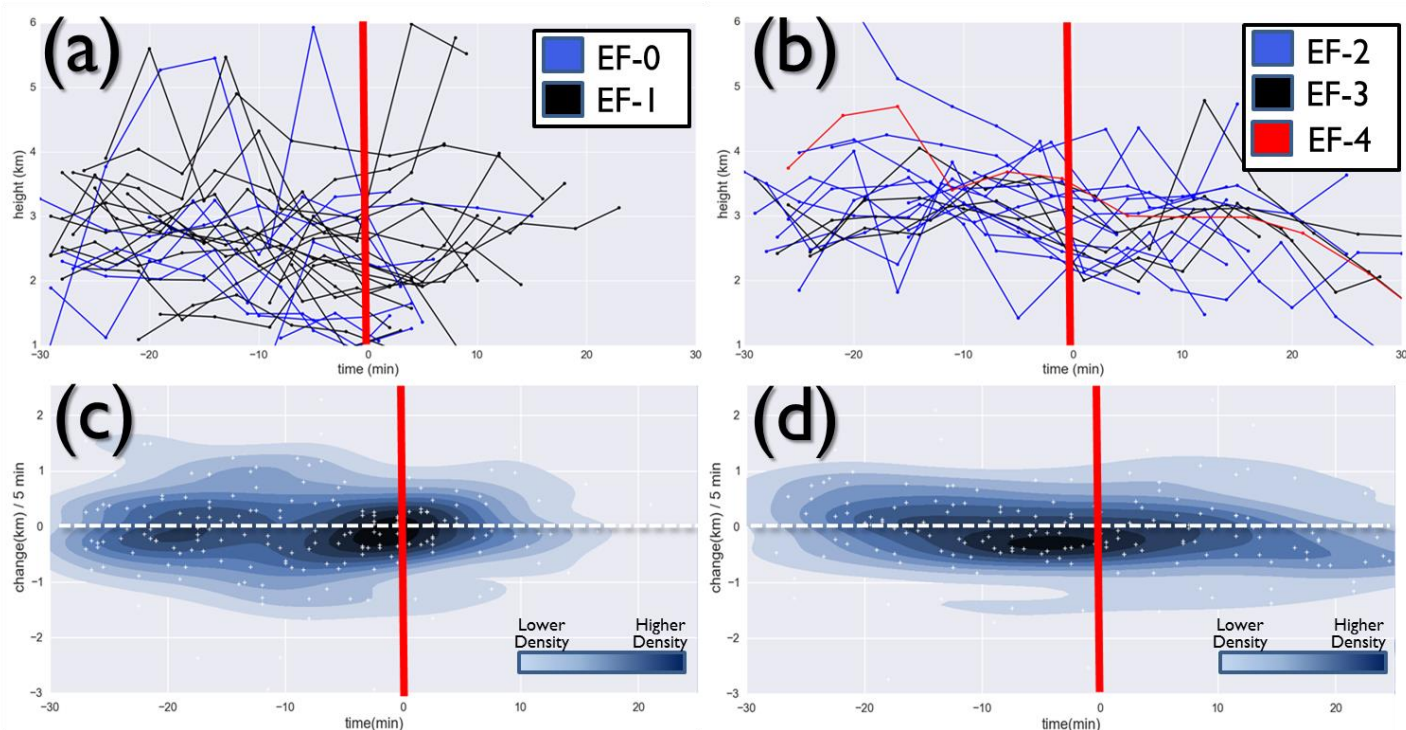 (a)
EF-0
EF-1
height (km)
6
5
4
3
2
1
−30
−20
−10
0
10
20
30
time (min)
(b)
EF-2
EF-3
EF-4
height (km)
6
5
4
3
2
1
−30
−20
−10
0
10
20
30
time (min)
(c)
change(km) / 5 min
2
1
0
−1
−2
−3
Lower Density
Higher Density
−30
−20
−10
0
10
20
time(min)
(d)
change(km) / 5 min
2
1
0
−1
−2
−3
Lower Density
Higher Density
−30
−20
−10
0
10
20
time(min)